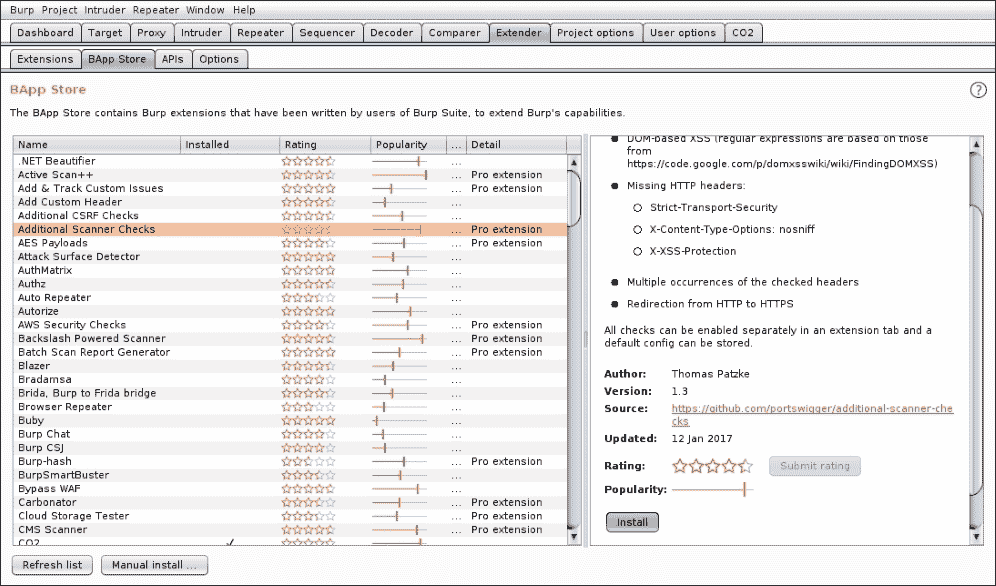 Burp Project Intruder Repeater Window Help
Dashboard Target Proxy Intruder Repeater Sequencer Decoder Comparer Extender Project options User options CO2
Extensions BApp Store APIs Options
BApp Store
?
The BApp Store contains Burp extensions that have been written by users of Burp Suite, to extend Burp's capabilities.
Name Installed Rating Popularity ... Detail
.NET Beautifier ...
Active Scan++ ... Pro extension
Add & Track Custom Issues ... Pro extension
Add Custom Header ...
Additional CSRF Checks ...
Additional Scanner Checks ... Pro extension
AES Payloads ... Pro extension
Attack Surface Detector ...
AuthMatrix ...
Authz ...
Auto Repeater ...
Autorize ...
AWS Security Checks ... Pro extension
Backslash Powered Scanner ... Pro extension
Batch Scan Report Generator ... Pro extension
Blazer ...
Bradamsa ...
Brida, Burp to Frida bridge ...
Browser Repeater ...
Buby ...
Burp Chat ...
Burp CSJ ...
Burp-hash ... Pro extension
BurpSmartBuster ...
Bypass WAF ...
Carbonator ... Pro extension
Cloud Storage Tester ... Pro extension
CMS Scanner ... Pro extension
CO2
DOM-based XSS (regular expressions are based on those
from
https://code.google.com/p/domxsswiki/wiki/FindingDOMXSS)
Missing HTTP headers:
Strict-Transport-Security
X-Content-Type-Options: nosniff
X-XSS-Protection
Multiple occurrences of the checked headers
Redirection from HTTP to HTTPS
All checks can be enabled separately in an extension tab and a
default config can be stored.
Author: Thomas Patzke
Version: 1.3
Source: https://github.com/portswigger/additional-scanner-che
cks
Updated: 12 Jan 2017
Rating: Submit rating
Popularity:
Install
Refresh list Manual install ...